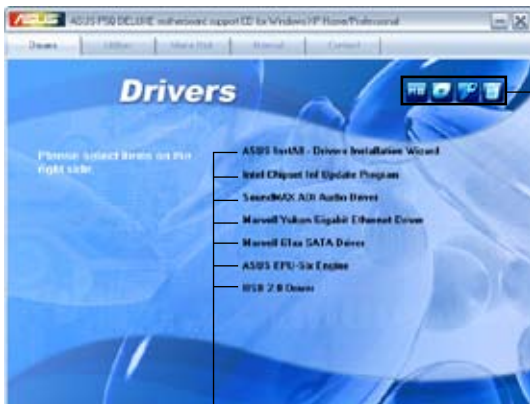 ASUS P5Q DELUXE motherboard support CD for Windows XP Home/Professional
Drivers Utilities Make Disk Manual Contact
Drivers
Please select items on the
right side.
ASUS InstAll - Drivers Installation Wizard
Intel Chipset Inf Update Program
SoundMAX ADI Audio Driver
Marvell Yukon Gigabit Ethernet Driver
Marvell 61xx SATA Driver
ASUS EPU-Six Engine
USB 2.0 Driver